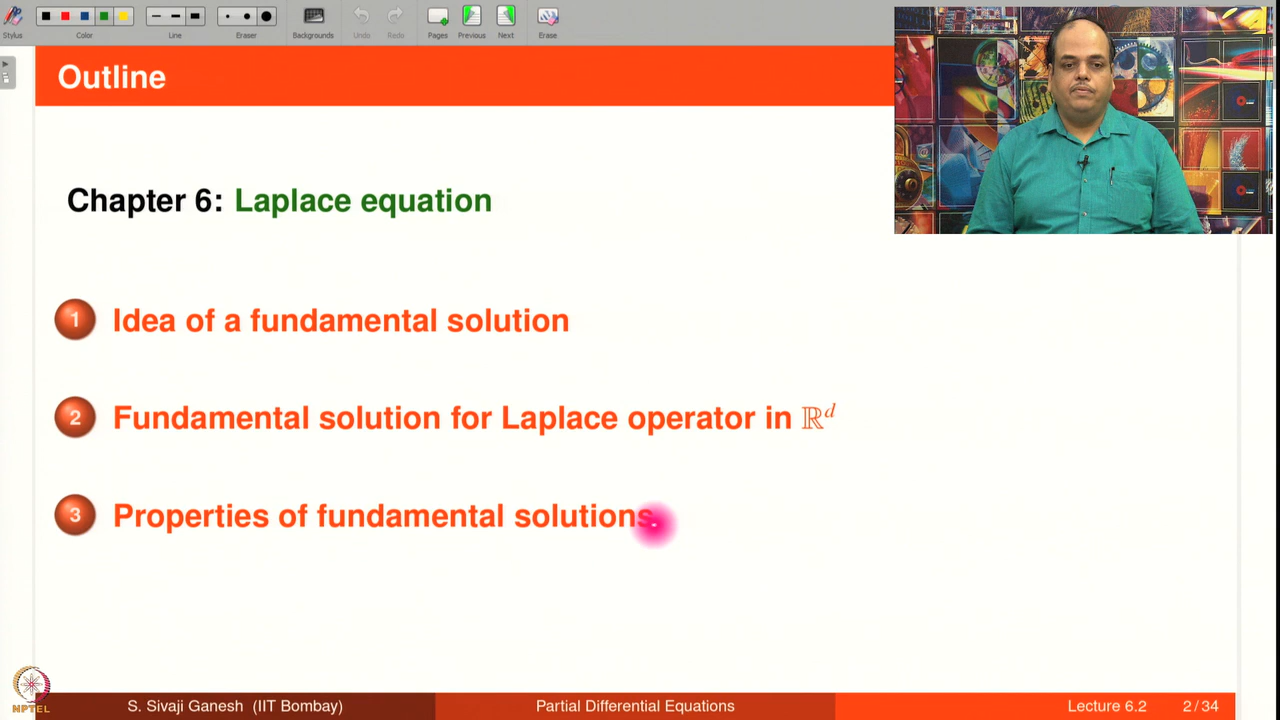 Stylus
Color
Line
Eraser
Backgrounds
Undo
Redo
Pages
Previous
Next
Erase
Outline
Chapter 6: Laplace equation
1 Idea of a fundamental solution
2 Fundamental solution for Laplace operator in ℝᵈ
3 Properties of fundamental solutions.
NPTEL
S. Sivaji Ganesh (IIT Bombay) Partial Differential Equations Lecture 6.2 2 / 34